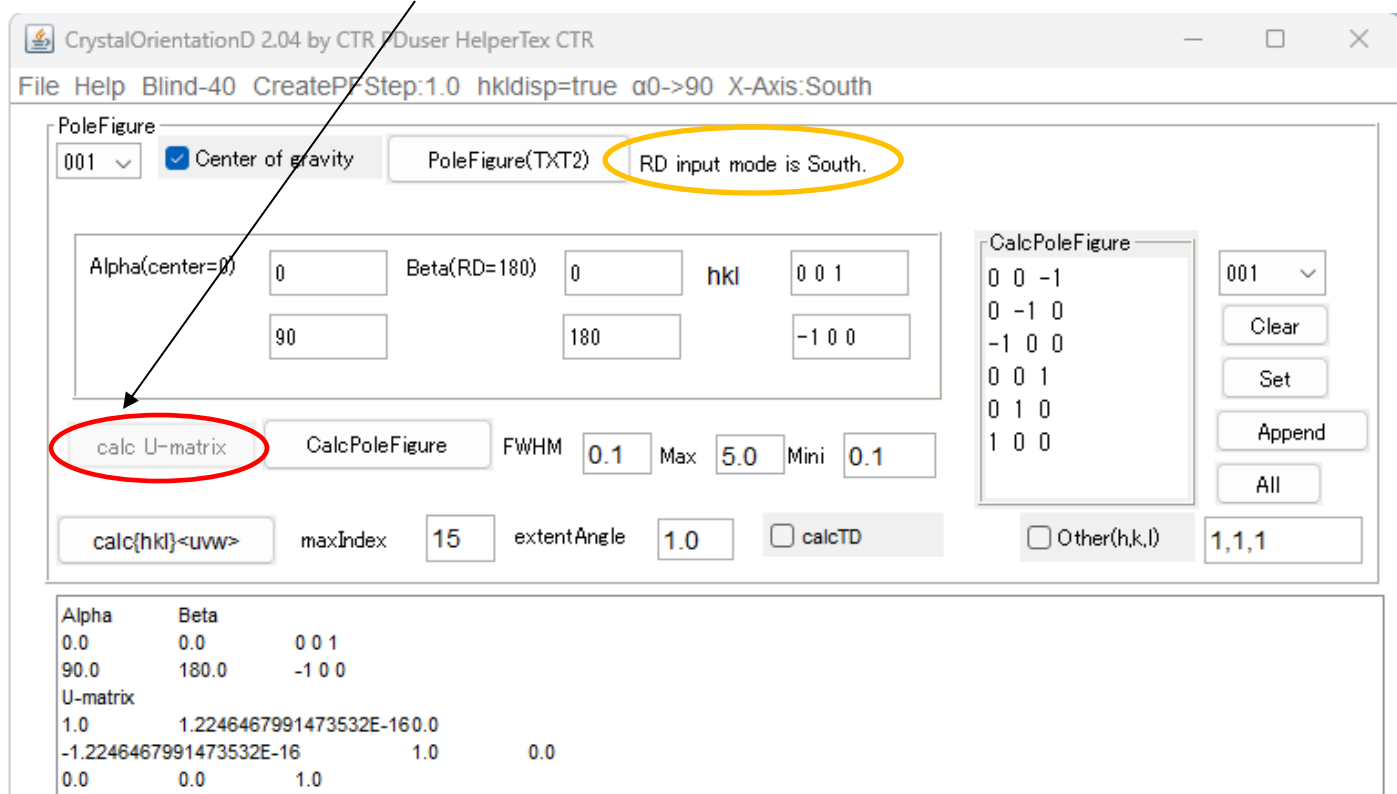 CrystalOrientationD 2.04 by CTR PDuser HelperTex CTR
File Help Blind-40 CreatePFStep:1.0 hkldisp=true α0->90 X-Axis:South
PoleFigure
001 Center of gravity PoleFigure(TXT2) RD input mode is South.
Alpha(center=0) 0 Beta(RD=180) 0 hkl 0 0 1
90 180 -1 0 0
CalcPoleFigure
0 0 -1
0 -1 0
-1 0 0
0 0 1
0 1 0
1 0 0
001
Clear
Set
Append
All
calc U-matrix CalcPoleFigure FWHM 0.1 Max 5.0 Mini 0.1
calc{hkl}<uvw> maxIndex 15 extentAngle 1.0 calcTD Other(h,k,l) 1,1,1
Alpha Beta
0.0 0.0 0 0 1
90.0 180.0 -1 0 0
U-matrix
1.0 1.2246467991473532E-160.0
-1.2246467991473532E-16 1.0 0.0
0.0 0.0 1.0